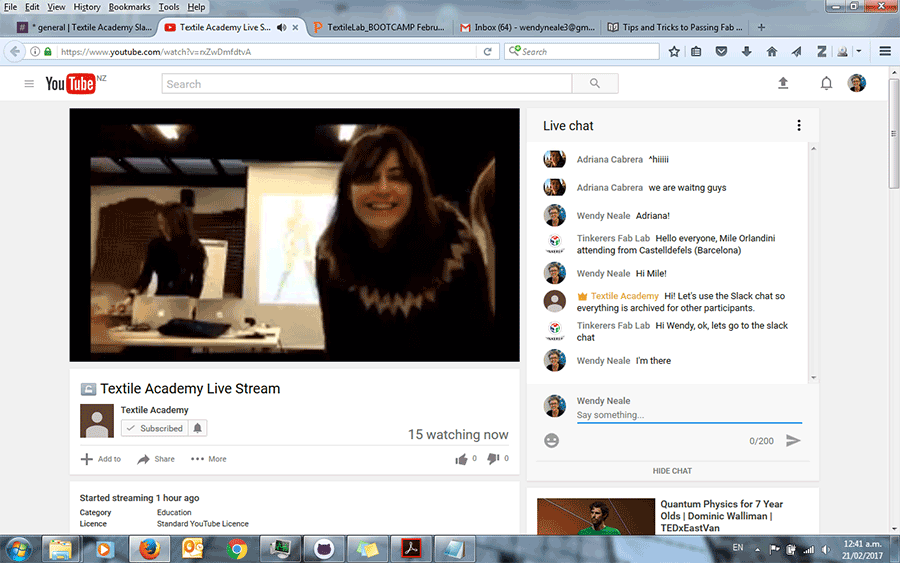 File Edit View History Bookmarks Tools Help
* general | Textile Academy Sla...
Textile Academy Live S...
TextileLab_BOOTCAMP Februa...
Inbox (64) - wendyneale3@gm...
Tips and Tricks to Passing Fab ...
https://www.youtube.com/watch?v=nzZwDmfdtvA
Search
YouTube NZ
Search
Live chat
Adriana Cabrera ^hiiiii
Adriana Cabrera we are waitng guys
Wendy Neale Adriana!
Tinkerers Fab Lab Hello everyone, Mile Orlandini
attending from Castelldefels (Barcelona)
Wendy Neale Hi Mile!
Textile Academy Hi! Let's use the Slack chat so
everything is archived for other participants.
Tinkerers Fab Lab Hi Wendy, ok, lets go to the slack
chat
Wendy Neale I'm there
Wendy Neale
Say something...
0/200
HIDE CHAT
Textile Academy Live Stream
Textile Academy
Subscribed
15 watching now
Add to Share More 0 0
Started streaming 1 hour ago
Category Education
Licence Standard YouTube Licence
Quantum Physics for 7 Year
Olds | Dominic Walliman |
TEDxEastVan
EN
12:41 a.m.
21/02/2017